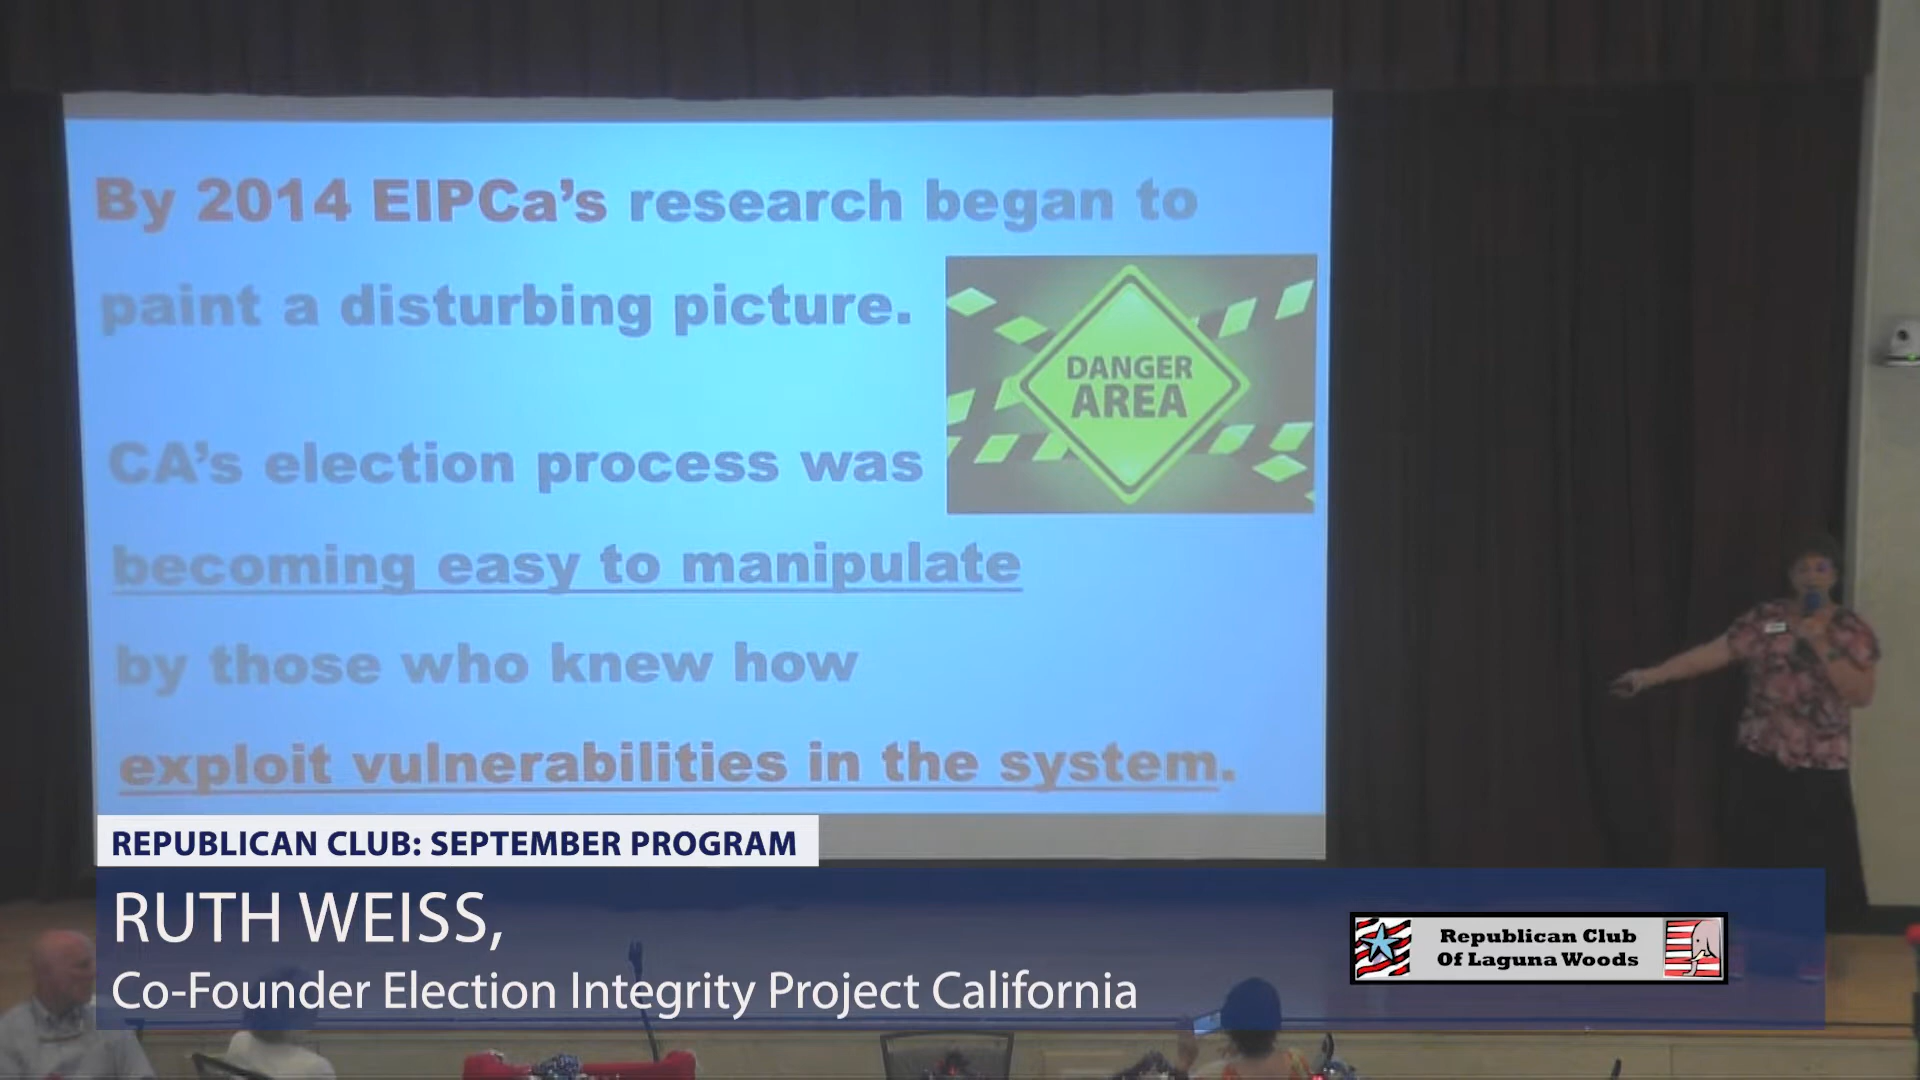 By 2014 EIPCa's research began to
paint a disturbing picture.
DANGER
AREA
CA's election process was
becoming easy to manipulate
by those who knew how
exploit vulnerabilities in the system.
REPUBLICAN CLUB: SEPTEMBER PROGRAM
RUTH WEISS,
Co-Founder Election Integrity Project California
Republican Club
Of Laguna Woods